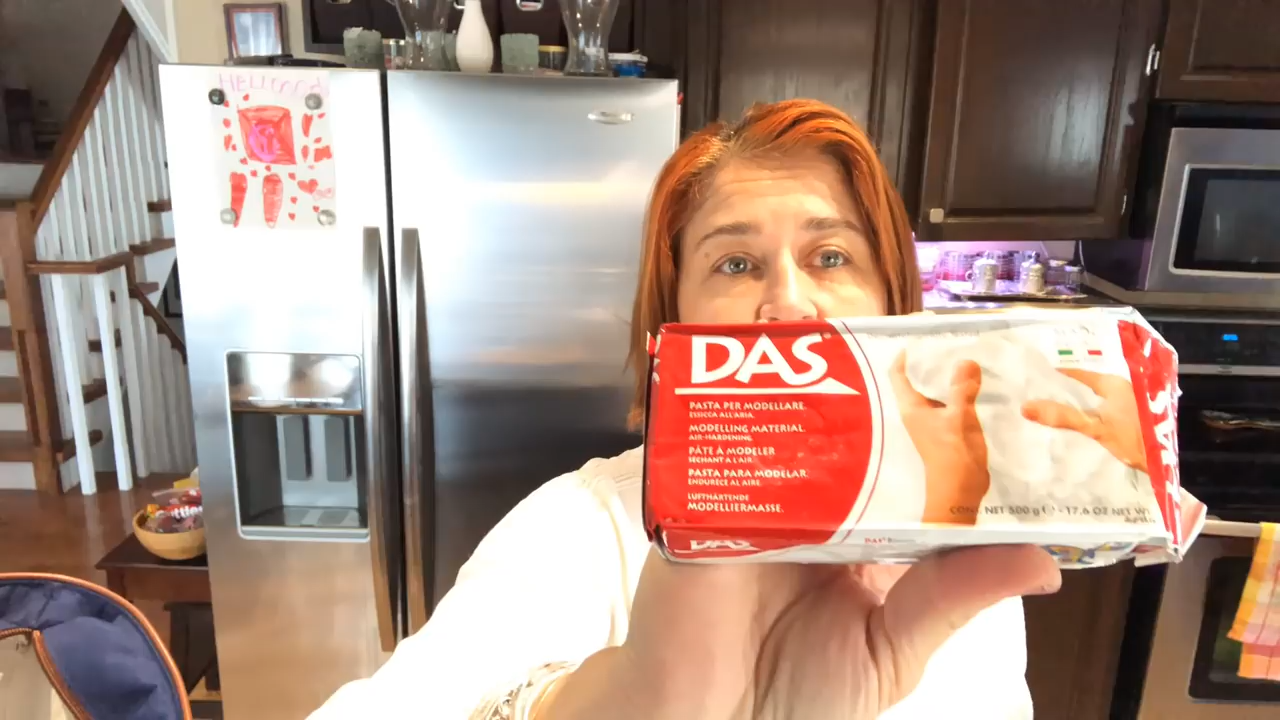 DAS®
PASTA PER MODELLARE.
ESSICCA ALL'ARIA.
MODELLING MATERIAL.
AIR-HARDENING.
PÂTE À MODELER
SÉCHANT A L'AIR.
PASTA PARA MODELAR.
ENDURECE AL AIRE.
LUFTHÄRTENDE
MODELLIERMASSE.
NET 500 g e - 17.6 OZ NET WT
DAS
DAS
DAS